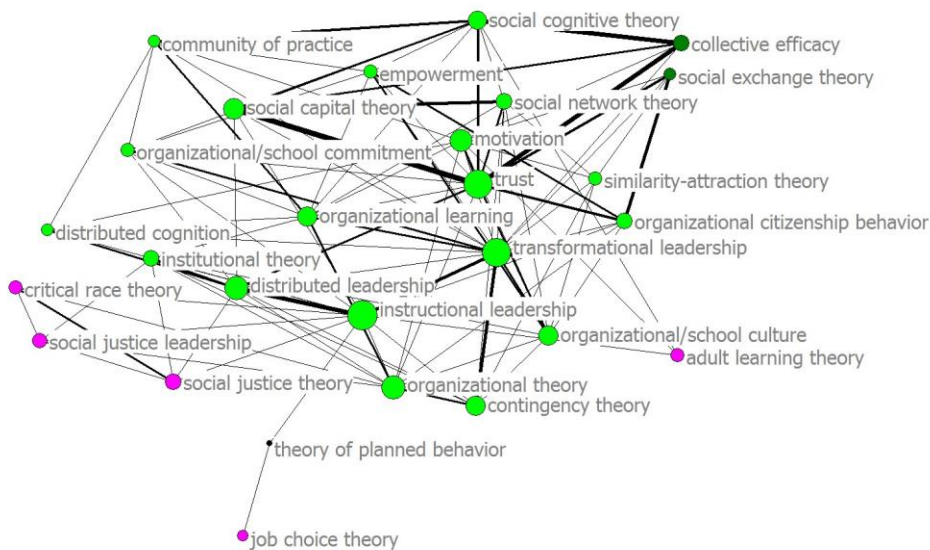 social cognitive theory
community of practice
collective efficacy
empowerment
social exchange theory
social capital theory
social network theory
motivation
organizational/school commitment
trust
similarity-attraction theory
organizational learning
organizational citizenship behavior
distributed cognition
transformational leadership
institutional theory
critical race theory
distributed leadership
instructional leadership
social justice leadership
organizational/school culture
adult learning theory
social justice theory
organizational theory
contingency theory
theory of planned behavior
job choice theory